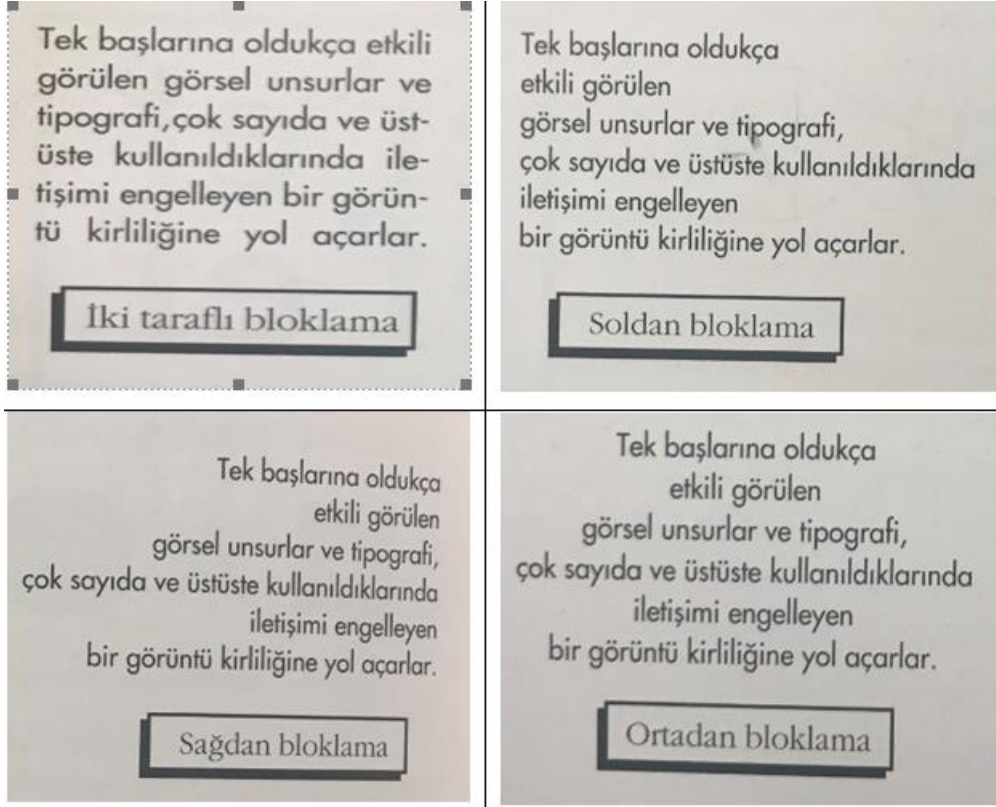 Tek başlarına oldukça etkili
görülen görsel unsurlar ve
tipografi,çok sayıda ve üst-
üste kullanıldıklarında ile-
tişimi engelleyen bir görün-
tü kirliliğine yol açarlar.
İki taraflı bloklama
Tek başlarına oldukça
etkili görülen
görsel unsurlar ve tipografi,
çok sayıda ve üstüste kullanıldıklarında
iletişimi engelleyen
bir görüntü kirliliğine yol açarlar.
Soldan bloklama
Tek başlarına oldukça
etkili görülen
görsel unsurlar ve tipografi,
çok sayıda ve üstüste kullanıldıklarında
iletişimi engelleyen
bir görüntü kirliliğine yol açarlar.
Sağdan bloklama
Tek başlarına oldukça
etkili görülen
görsel unsurlar ve tipografi,
çok sayıda ve üstüste kullanıldıklarında
iletişimi engelleyen
bir görüntü kirliliğine yol açarlar.
Ortadan bloklama